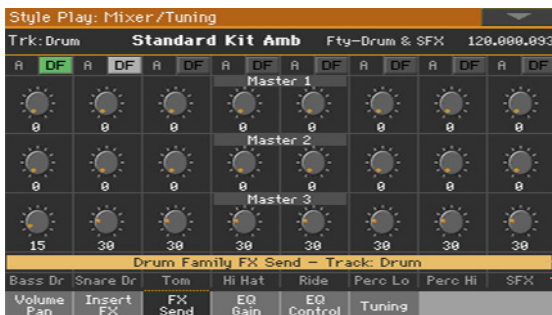 Style Play: Mixer/Tuning
Trk:Drum Standard Kit Amb Fty-Drum & SFX 120.000.093
A DF A DF A DF A DF A DF A DF A DF A DF
Master 1
0 0 0 0 0 0 0 0
Master 2
0 0 0 0 0 0 0 0
Master 3
15 30 30 30 30 30 30 30
Drum Family FX Send - Track: Drum
Bass Dr Snare Dr Tom Hi Hat Ride Perc Lo Perc Hi SFX
Volume Pan Insert FX FX Send EQ Gain EQ Control Tuning